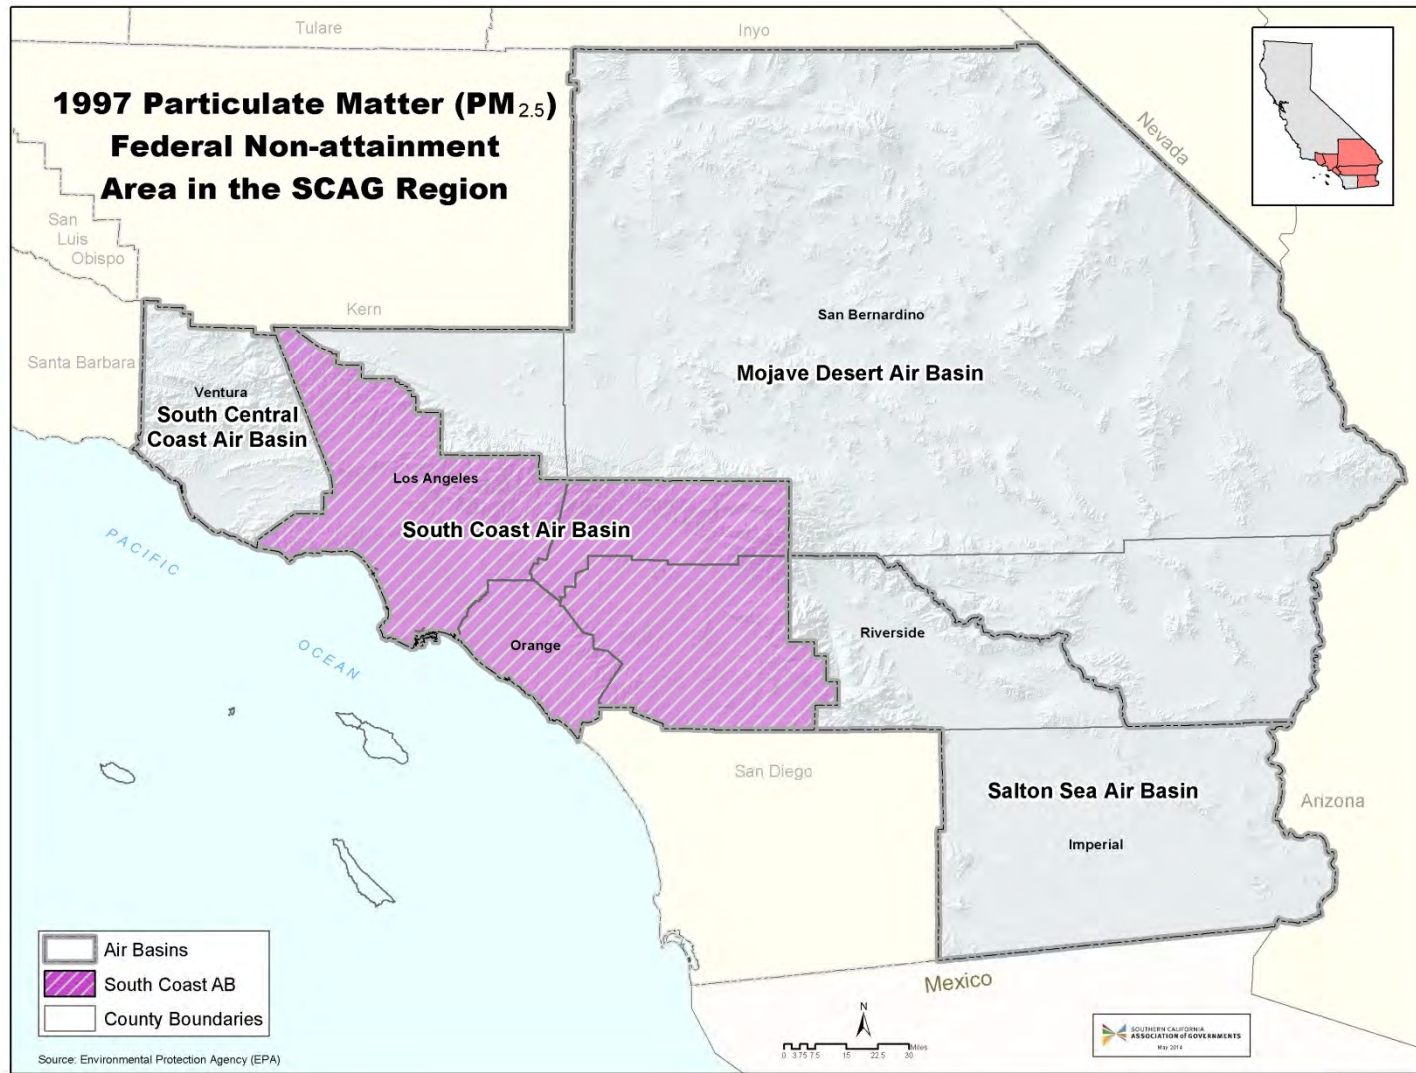 Tulare
Inyo
1997 Particulate Matter (PM2.5)
Federal Non-attainment
Area in the SCAG Region
Nevada
San
Luis
Obispo
Kern
San Bernardino
Santa Barbara
Mojave Desert Air Basin
Ventura
South Central
Coast Air Basin
Los Angeles
South Coast Air Basin
PACIFIC
OCEAN
Orange
Riverside
San Diego
Salton Sea Air Basin
Arizona
Imperial
Air Basins
South Coast AB
County Boundaries
Mexico
N
Miles
0 3.75 7.5 15 22.5 30
SOUTHERN CALIFORNIA
ASSOCIATION of GOVERNMENTS
May 2014
Source: Environmental Protection Agency (EPA)